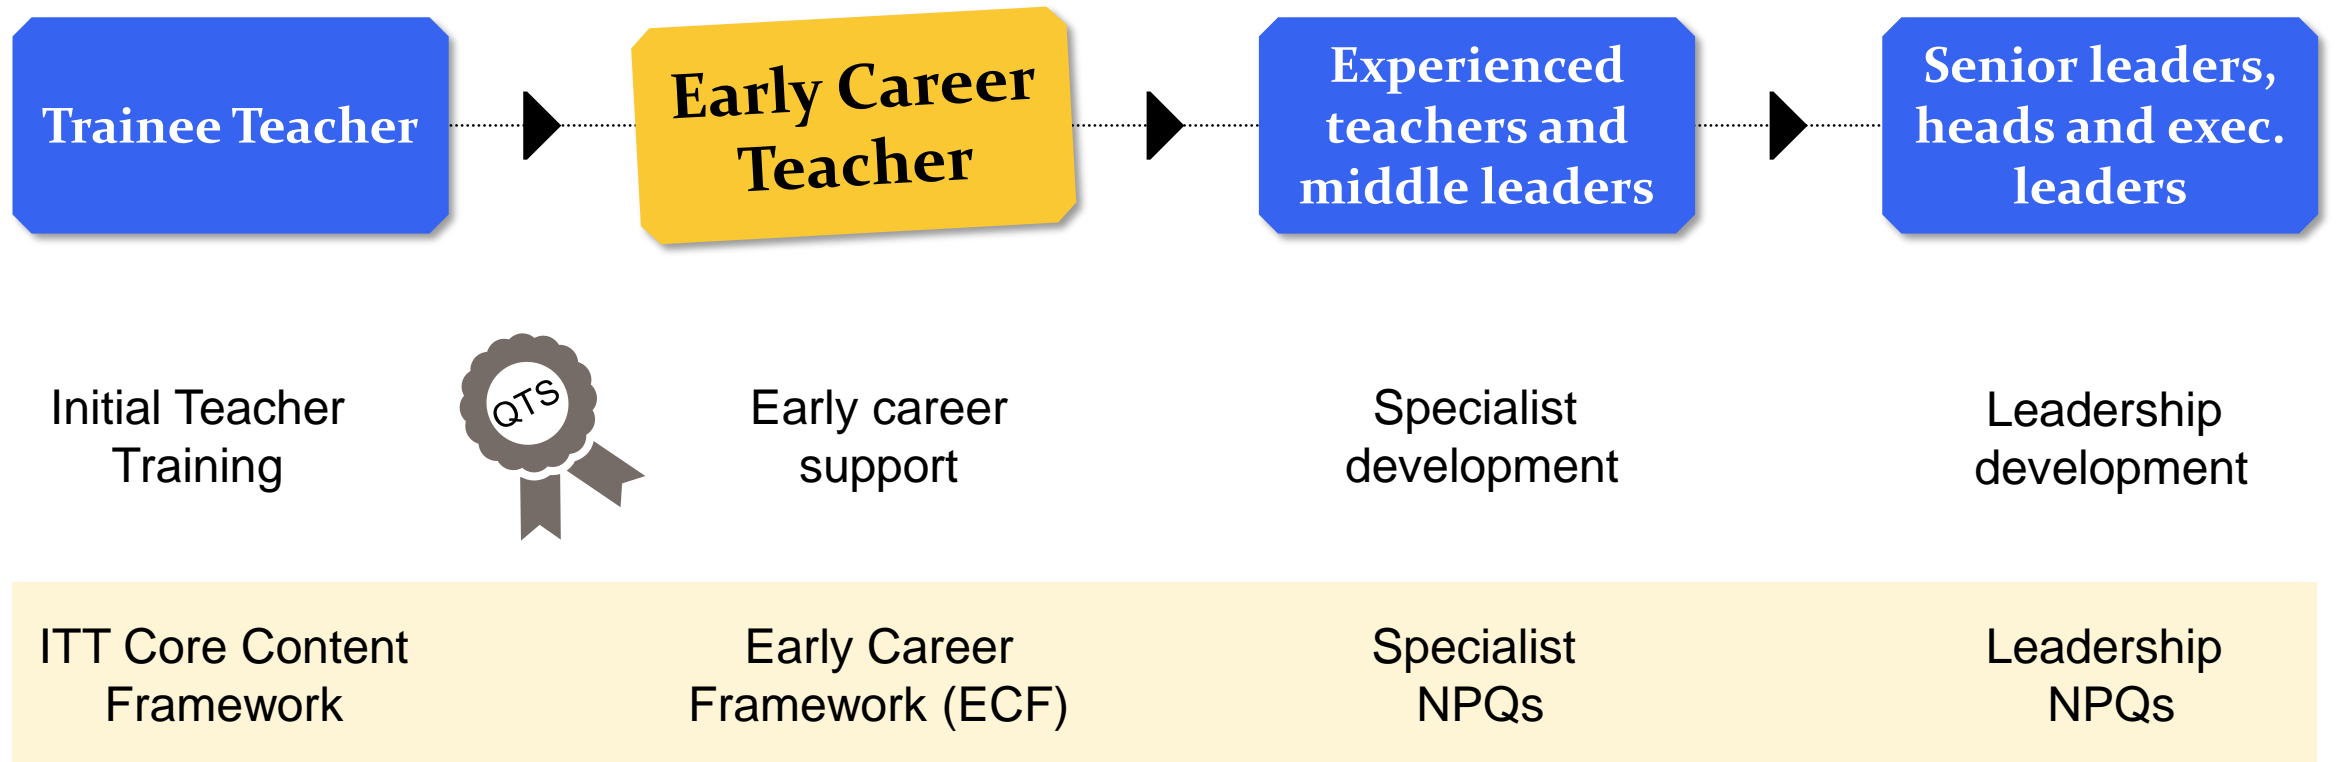 Trainee Teacher
Early Career
Teacher
Experienced
teachers and
middle leaders
Senior leaders,
heads and exec.
leaders
Initial Teacher
Training
QTS
Early career
support
Specialist
development
Leadership
development
ITT Core Content
Framework
Early Career
Framework (ECF)
Specialist
NPQs
Leadership
NPQs